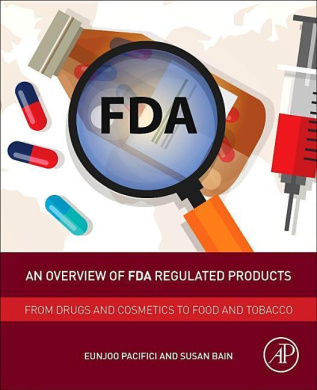 FDA
AN OVERVIEW OF FDA REGULATED PRODUCTS
FROM DRUGS AND COSMETICS TO FOOD AND TOBACCO
EUNJOO PACIFICI AND SUSAN BAIN
AP